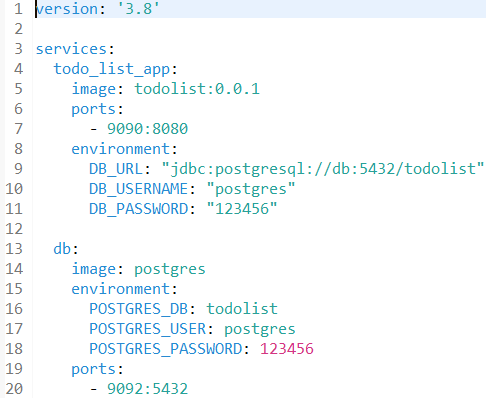 1 version: '3.8'
2
3 services:
4   todo_list_app:
5     image: todolist:0.0.1
6     ports:
7       - 9090:8080
8     environment:
9       DB_URL: "jdbc:postgresql://db:5432/todolist"
10       DB_USERNAME: "postgres"
11       DB_PASSWORD: "123456"
12
13   db:
14     image: postgres
15     environment:
16       POSTGRES_DB: todolist
17       POSTGRES_USER: postgres
18       POSTGRES_PASSWORD: 123456
19     ports:
20       - 9092:5432